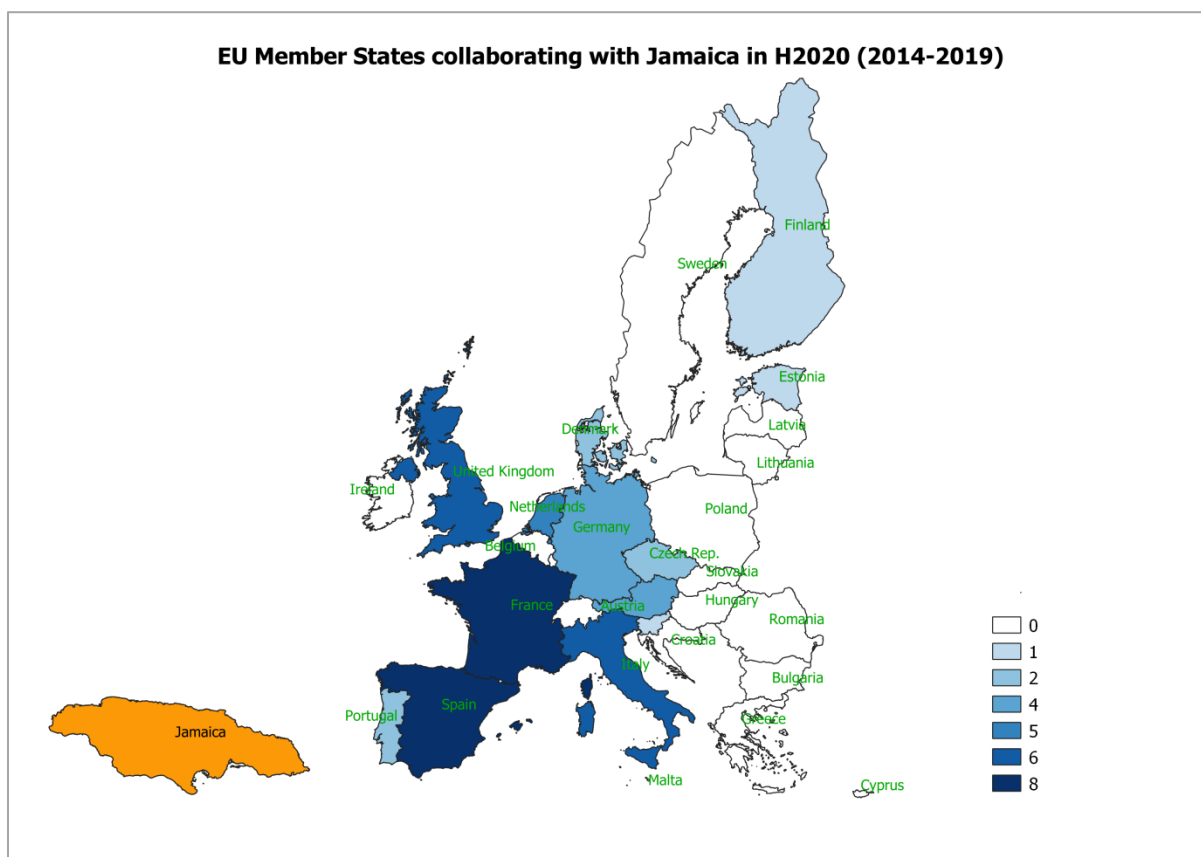 EU Member States collaborating with Jamaica in H2020 (2014-2019)
Finland
Sweden
Estonia
Latvia
Denmark
Lithuania
United Kingdom
Ireland
Netherlands
Poland
Germany
Belgium
Czech Rep.
Slovakia
Hungary
France
Austria
Romania
Croatia
Italy
Bulgaria
Spain
Portugal
Greece
Jamaica
Malta
Cyprus
0
1
2
4
5
6
8